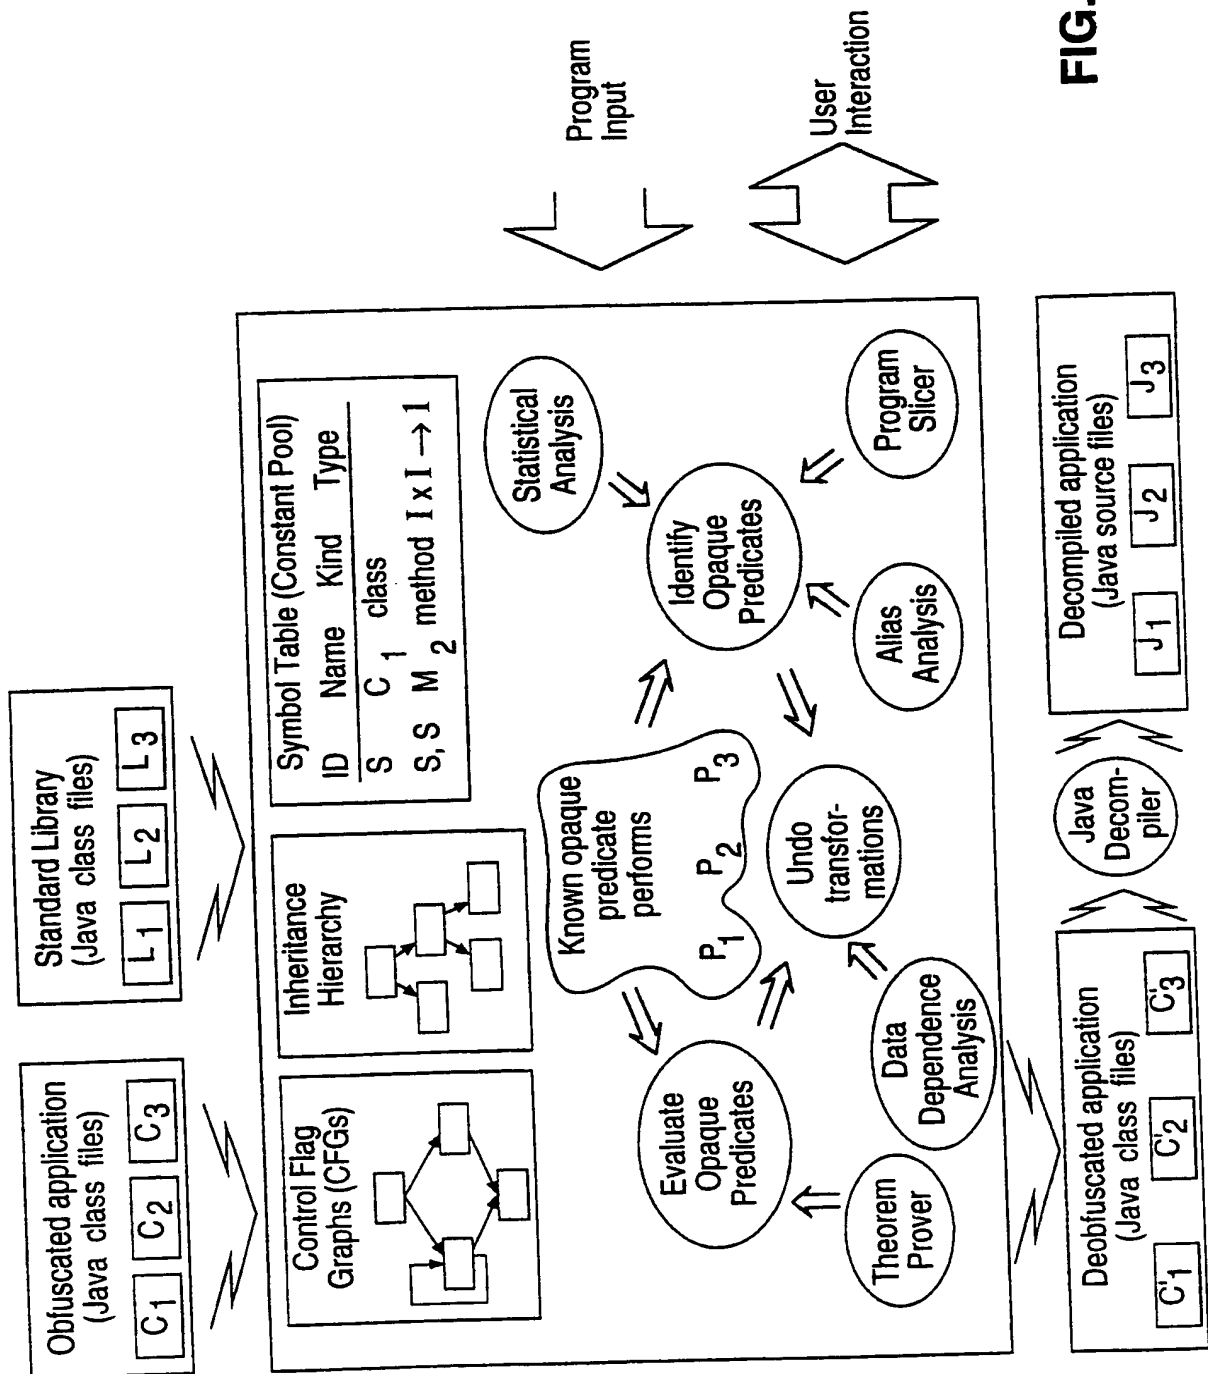 Obfuscated application
(Java class files)
C1 C2 C3
Standard Library
(Java class files)
L1 L2 L3
Control Flag
Graphs (CFGs)
Inheritance
Hierarchy
Symbol Table (Constant Pool)
ID Name Kind Type
S C1 class
S, S M2 method I x I → 1
Program
Input
User
Interaction
Known opaque
predicate
performs
P1 P2 P3
Statistical
Analysis
Evaluate
Opaque
Predicates
Identify
Opaque
Predicates
Undo
transfor-
mations
Theorem
Prover
Data
Dependence
Analysis
Alias
Analysis
Program
Slicer
Deobfuscated application
(Java class files)
C'1 C'2 C'3
Java
Decom-
piler
Decompiled application
(Java source files)
J1 J2 J3
FIG.